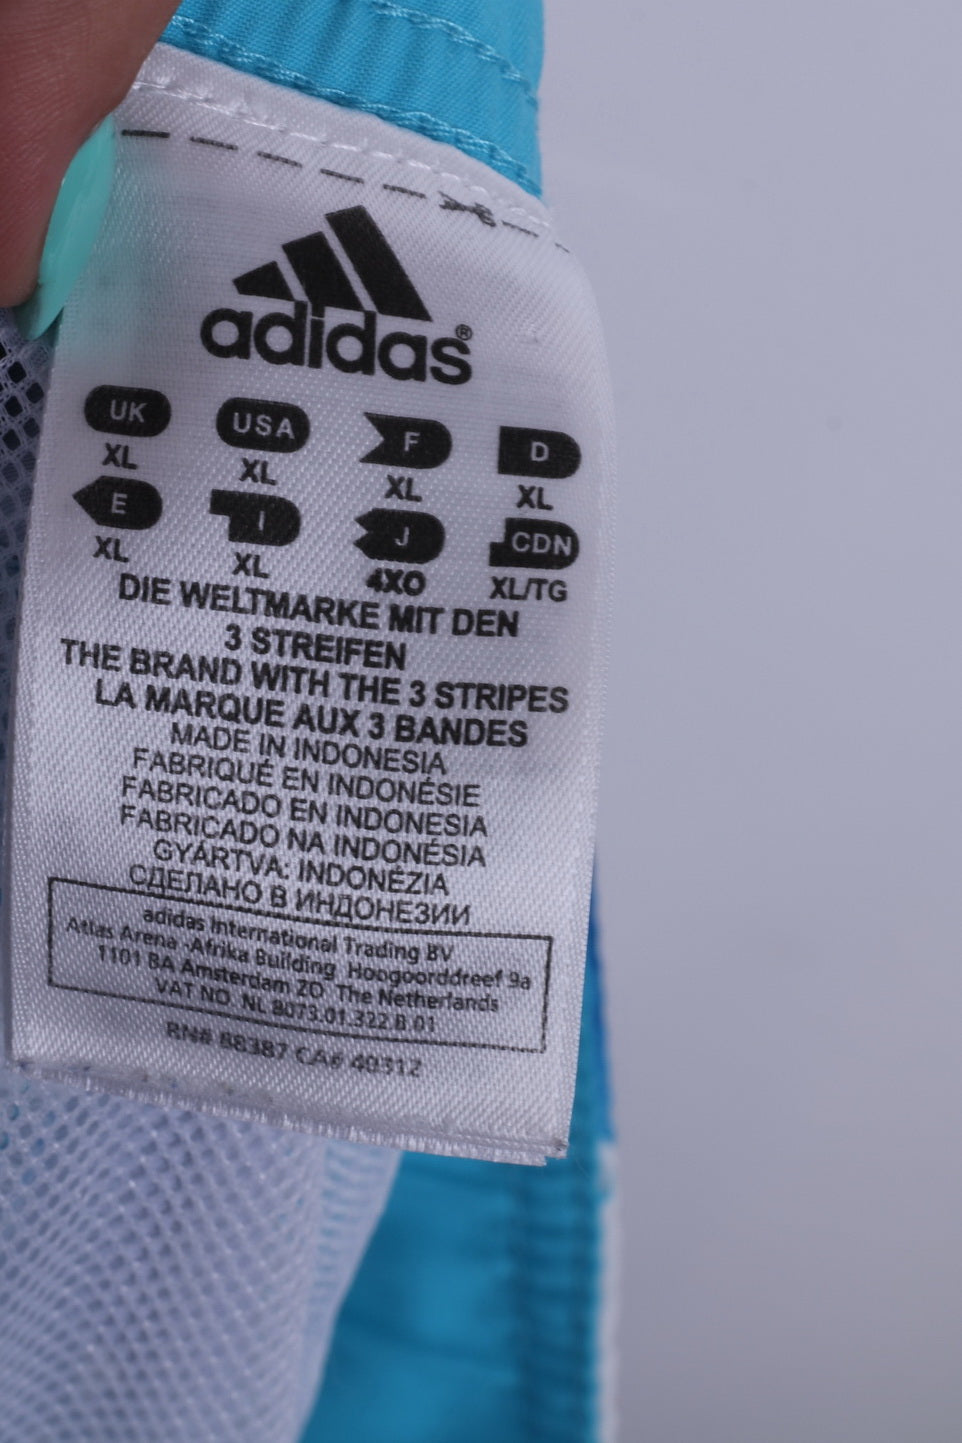 adidas®
UK USA F D
XL XL XL XL
E I J CDN
XL XL 4XO XL/TG
DIE WELTMARKE MIT DEN
3 STREIFEN
THE BRAND WITH THE 3 STRIPES
LA MARQUE AUX 3 BANDES
MADE IN INDONESIA
FABRIQUÉ EN INDONÉSIE
FABRICADO EN INDONESIA
FABRICADO NA INDONÉSIA
GYÁRTVA: INDONÉZIA
СДЕЛАНО В ИНДОНЕЗИИ
adidas International Trading BV
Atlas Arena -Afrika Building Hoogoorddreef 9a
1101 BA Amsterdam ZO The Netherlands
VAT NO. NL 8073.01.322.B.01
RN# 88387 CA# 40312